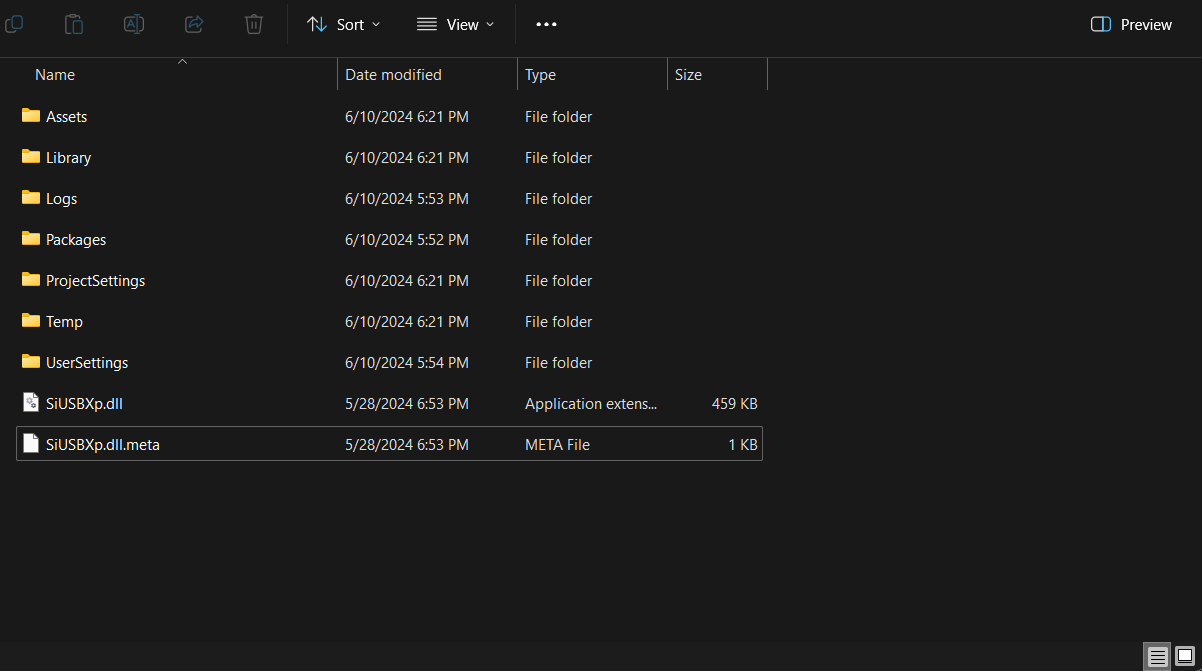 Sort View ••• Preview
Name Date modified Type Size
Assets 6/10/2024 6:21 PM File folder
Library 6/10/2024 6:21 PM File folder
Logs 6/10/2024 5:53 PM File folder
Packages 6/10/2024 5:52 PM File folder
ProjectSettings 6/10/2024 6:21 PM File folder
Temp 6/10/2024 6:21 PM File folder
UserSettings 6/10/2024 5:54 PM File folder
SiUSBXp.dll 5/28/2024 6:53 PM Application extens... 459 KB
SiUSBXp.dll.meta 5/28/2024 6:53 PM META File 1 KB